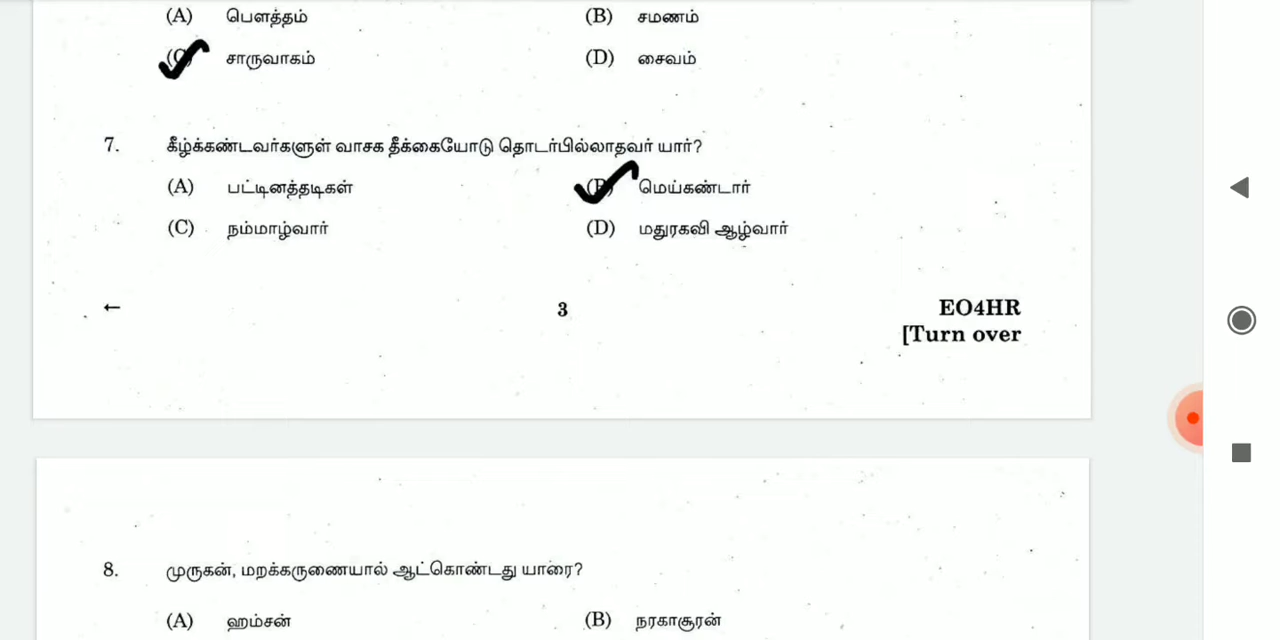 (A) பௌத்தம் (B) சமணம்
(C) சாருவாகம் (D) சைவம்
7. கீழ்க்கண்டவர்களுள் வாசக தீக்கையோடு தொடர்பில்லாதவர் யார்?
(A) பட்டினத்தடிகள் (B) மெய்கண்டார்
(C) நம்மாழ்வார் (D) மதுரகவி ஆழ்வார்
← 3 EO4HR
[Turn over
8. முருகன், மறக்கருணையால் ஆட்கொண்டது யாரை?
(A) ஹம்சன் (B) நரகாசூரன்